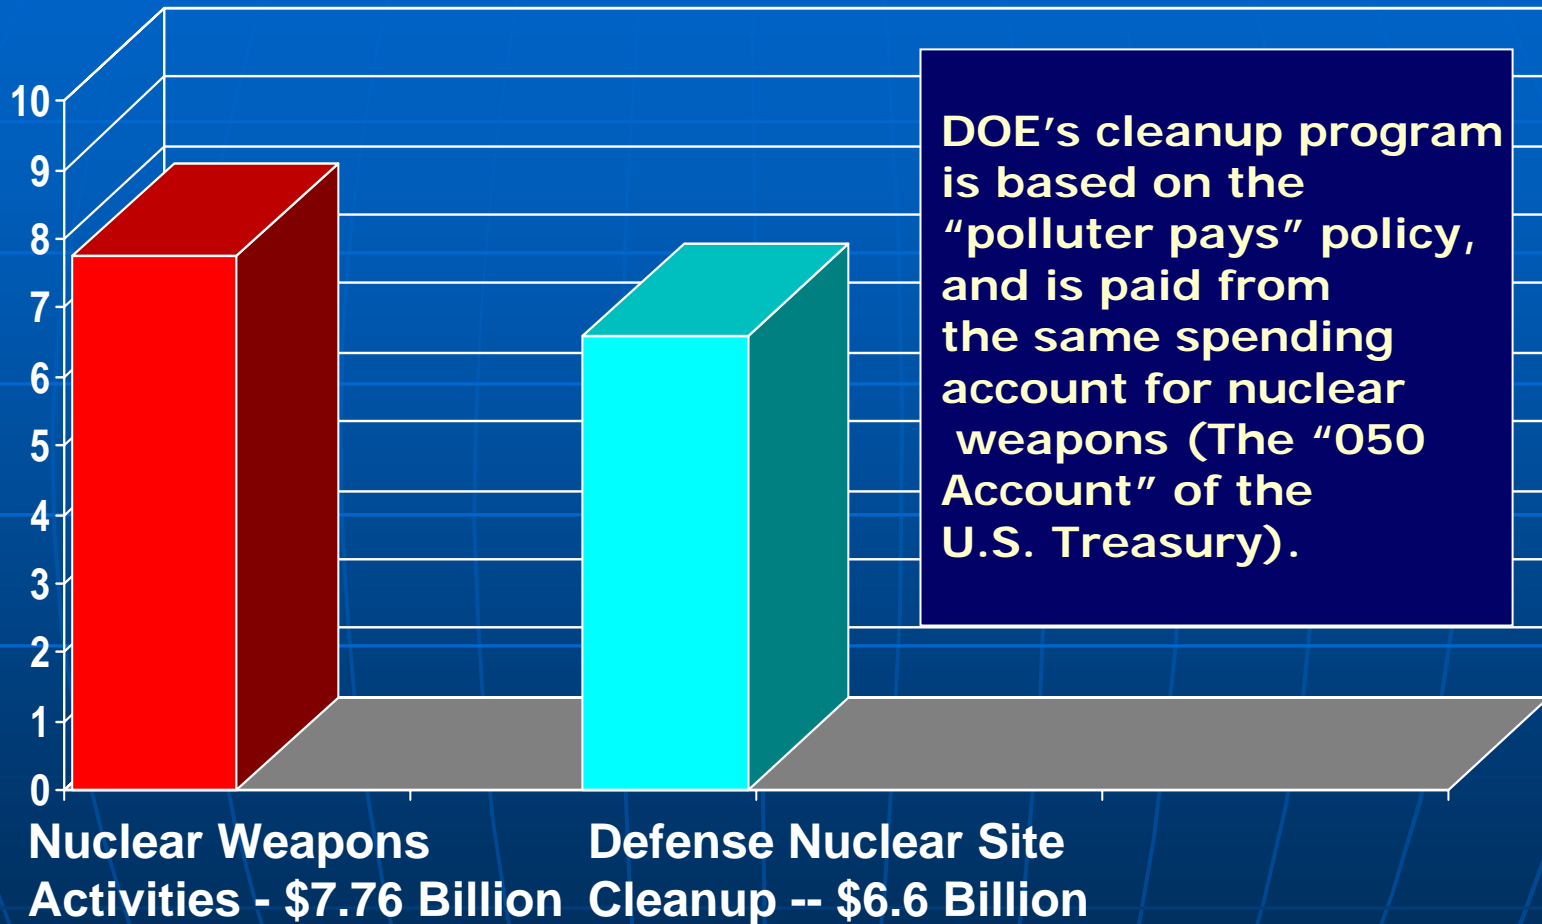 10
9
8
7
6
5
4
3
2
1
0
DOE’s cleanup program
is based on the
“polluter pays” policy,
and is paid from
the same spending
account for nuclear
weapons (The “050
Account” of the
U.S. Treasury).
Nuclear Weapons
Activities - $7.76 Billion
Defense Nuclear Site
Cleanup -- $6.6 Billion